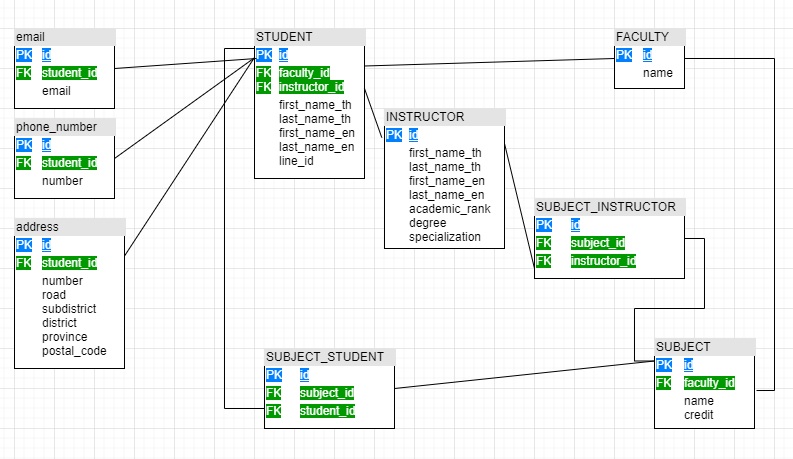 email
PK id
FK student_id
email
phone_number
PK id
FK student_id
number
address
PK id
FK student_id
number
road
subdistrict
district
province
postal_code
STUDENT
PK id
FK faculty_id
FK instructor_id
first_name_th
last_name_th
first_name_en
last_name_en
line_id
INSTRUCTOR
PK id
first_name_th
last_name_th
first_name_en
last_name_en
academic_rank
degree
specialization
FACULTY
PK id
name
SUBJECT_INSTRUCTOR
PK id
FK subject_id
FK instructor_id
SUBJECT_STUDENT
PK id
FK subject_id
FK student_id
SUBJECT
PK id
FK faculty_id
name
credit